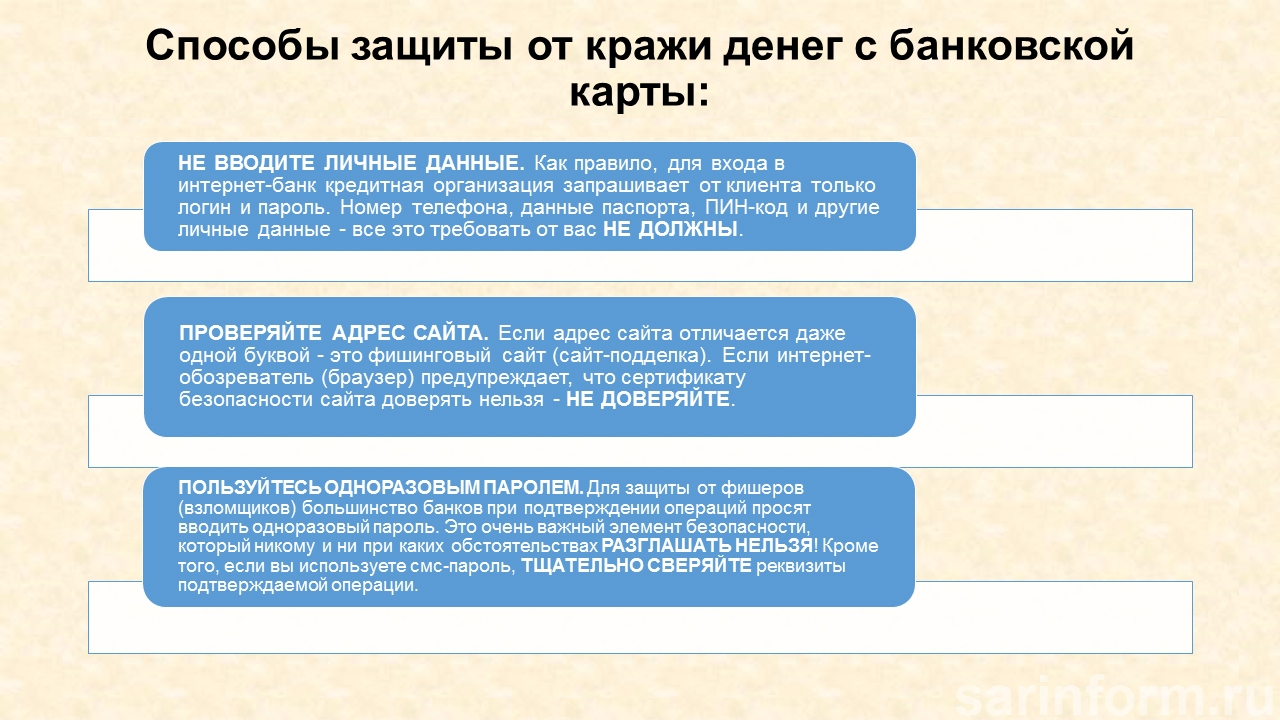 Способы защиты от кражи денег с банковской
карты:
НЕ ВВОДИТЕ ЛИЧНЫЕ ДАННЫЕ. Как правило, для входа в
интернет-банк кредитная организация запрашивает от клиента только
логин и пароль. Номер телефона, данные паспорта, ПИН-код и другие
личные данные - все это требовать от вас НЕ ДОЛЖНЫ.
ПРОВЕРЯЙТЕ АДРЕС САЙТА. Если адрес сайта отличается даже
одной буквой - это фишинговый сайт (сайт-подделка). Если интернет-
обозреватель (браузер) предупреждает, что сертификату
безопасности сайта доверять нельзя - НЕ ДОВЕРЯЙТЕ.
ПОЛЬЗУЙТЕСЬ ОДНОРАЗОВЫМ ПАРОЛЕМ. Для защиты от фишеров
(взломщиков) большинство банков при подтверждении операций просят
вводить одноразовый пароль. Это очень важный элемент безопасности,
который никому и ни при каких обстоятельствах РАЗГЛАШАТЬ НЕЛЬЗЯ! Кроме
того, если вы используете смс-пароль, ТЩАТЕЛЬНО СВЕРЯЙТЕ реквизиты
подтверждаемой операции.
sarinform.ru